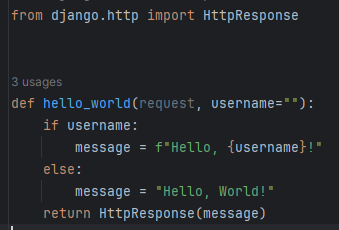 from django.http import HttpResponse
3 usages
def hello_world(request, username=""):
    if username:
        message = f"Hello, {username}!"
    else:
        message = "Hello, World!"
    return HttpResponse(message)